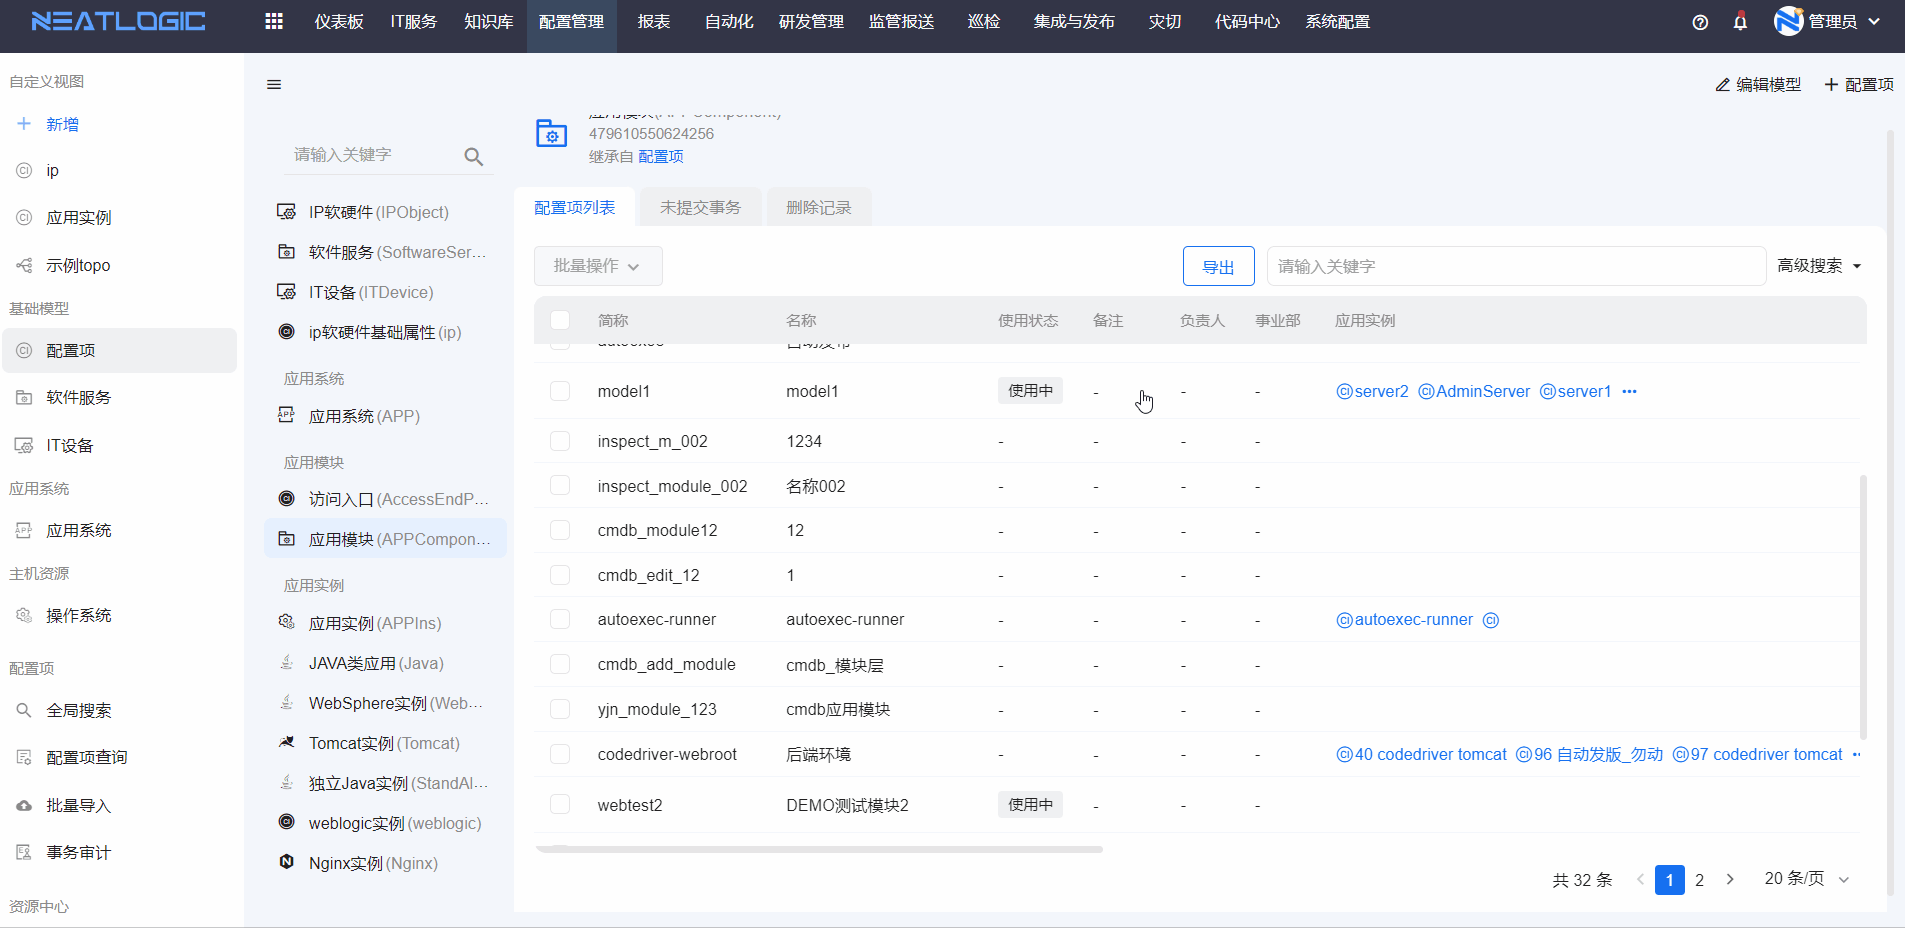 NEATLOGIC 仪表板 IT服务 知识库 配置管理 报表 自动化 研发管理 监管报送 巡检 集成与发布 灾切 代码中心 系统配置 管理员
自定义视图
新增
ip
应用实例
示例topo
基础模型
配置项
软件服务
IT设备
应用系统
应用系统
主机资源
操作系统
配置项
全局搜索
配置项查询
批量导入
事务审计
资源中心
编辑模型 配置项
请输入关键字
IP软硬件(IPObject)
软件服务(SoftwareSer...
IT设备(ITDevice)
ip软硬件基础属性(ip)
应用系统
应用系统(APP)
应用模块
访问入口(AccessEndP...
应用模块(APPCompon...
应用实例
应用实例(APPIns)
JAVA类应用(Java)
WebSphere实例(Web...
Tomcat实例(Tomcat)
独立Java实例(StandAl...
weblogic实例(weblogic)
Nginx实例(Nginx)
应用模块(APPComponent)
479610550624256
继承自 配置项
配置项列表 未提交事务 删除记录
批量操作 导出 请输入关键字 高级搜索
简称 名称 使用状态 备注 负责人 事业部 应用实例
autoexec 自动发布
model1 model1 使用中 - - - server2 AdminServer server1 •••
inspect_m_002 1234 - - - -
inspect_module_002 名称002 - - - -
cmdb_module12 12 - - - -
cmdb_edit_12 1 - - - -
autoexec-runner autoexec-runner - - - - autoexec-runner
cmdb_add_module cmdb_模块层 - - - -
yjn_module_123 cmdb应用模块 - - - -
codedriver-webroot 后端环境 - - - - 40 codedriver tomcat 96 自动发版_勿动 97 codedriver tomcat ••
webtest2 DEMO测试模块2 使用中 - - -
共 32 条 1 2 20 条/页